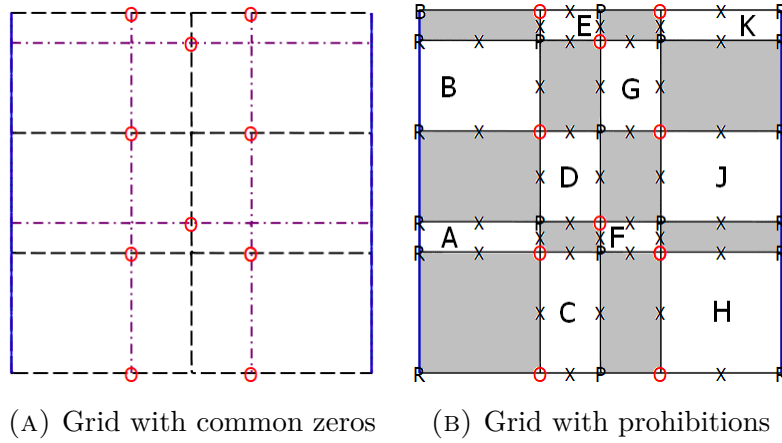 O O
O
O O
O
O O
O O
(A) Grid with common zeros
B O X P O X
X E X X K
R X P X O X P X R
B X X G X
R X O X P O X R
X D X X J
R X P X O X P X R
A X X F X
R X O X P O X R
X C X X H
R O X P O X R
(B) Grid with prohibitions